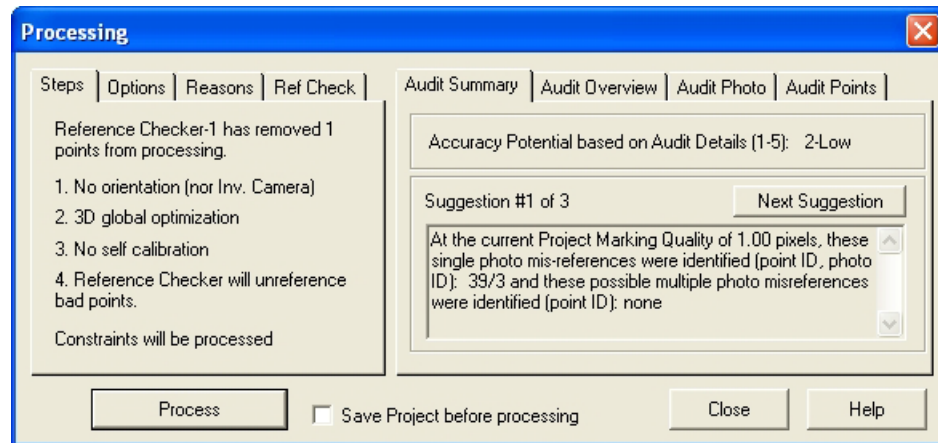 Processing
Steps
Options
Reasons
Ref Check
Reference Checker-1 has removed 1
points from processing.
1. No orientation (nor Inv. Camera)
2. 3D global optimization
3. No self calibration
4. Reference Checker will unreference
bad points.
Constraints will be processed
Audit Summary
Audit Overview
Audit Photo
Audit Points
Accuracy Potential based on Audit Details (1-5): 2-Low
Suggestion #1 of 3
Next Suggestion
At the current Project Marking Quality of 1.00 pixels, these
single photo mis-references were identified (point ID, photo
ID): 39/3 and these possible multiple photo misreferences
were identified (point ID): none
Process
Save Project before processing
Close
Help